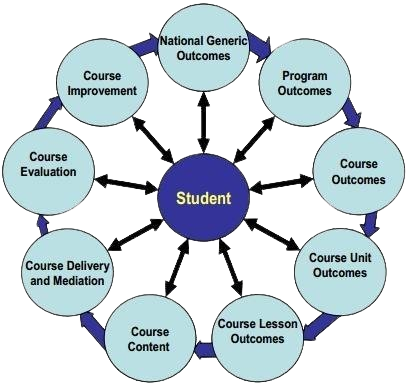 National Generic
Outcomes
Program
Outcomes
Course
Outcomes
Course Unit
Outcomes
Course Lesson
Outcomes
Course
Content
Course Delivery
and Mediation
Course
Evaluation
Course
Improvement
Student